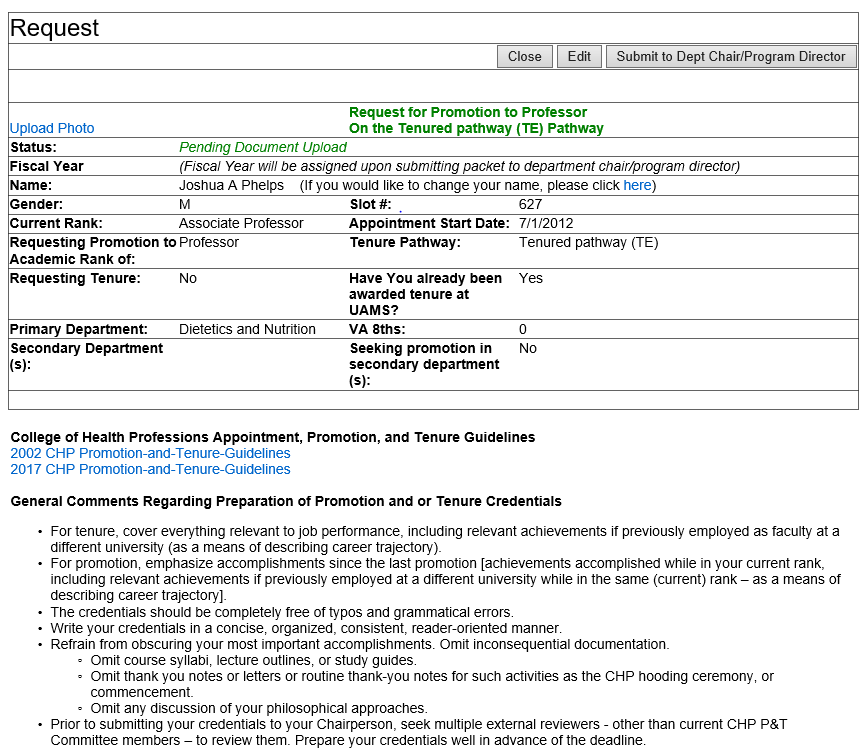 Request
Close Edit Submit to Dept Chair/Program Director
Request for Promotion to Professor
Upload Photo On the Tenured pathway (TE) Pathway
Status: Pending Document Upload
Fiscal Year (Fiscal Year will be assigned upon submitting packet to department chair/program director)
Name: Joshua A Phelps (If you would like to change your name, please click here)
Gender: M Slot #: 627
Current Rank: Associate Professor Appointment Start Date: 7/1/2012
Requesting Promotion to Professor Tenure Pathway: Tenured pathway (TE)
Academic Rank of:
Requesting Tenure: No Have You already been Yes
awarded tenure at
UAMS?
Primary Department: Dietetics and Nutrition VA 8ths: 0
Secondary Department Seeking promotion in No
(s): secondary department
(s):
College of Health Professions Appointment, Promotion, and Tenure Guidelines
2002 CHP Promotion-and-Tenure-Guidelines
2017 CHP Promotion-and-Tenure-Guidelines
General Comments Regarding Preparation of Promotion and or Tenure Credentials
• For tenure, cover everything relevant to job performance, including relevant achievements if previously employed as faculty at a
different university (as a means of describing career trajectory).
• For promotion, emphasize accomplishments since the last promotion [achievements accomplished while in your current rank,
including relevant achievements if previously employed at a different university while in the same (current) rank – as a means of
describing career trajectory].
• The credentials should be completely free of typos and grammatical errors.
• Write your credentials in a concise, organized, consistent, reader-oriented manner.
• Refrain from obscuring your most important accomplishments. Omit inconsequential documentation.
◦ Omit course syllabi, lecture outlines, or study guides.
◦ Omit thank you notes or letters or routine thank-you notes for such activities as the CHP hooding ceremony, or
commencement.
◦ Omit any discussion of your philosophical approaches.
• Prior to submitting your credentials to your Chairperson, seek multiple external reviewers - other than current CHP P&T
Committee members – to review them. Prepare your credentials well in advance of the deadline.